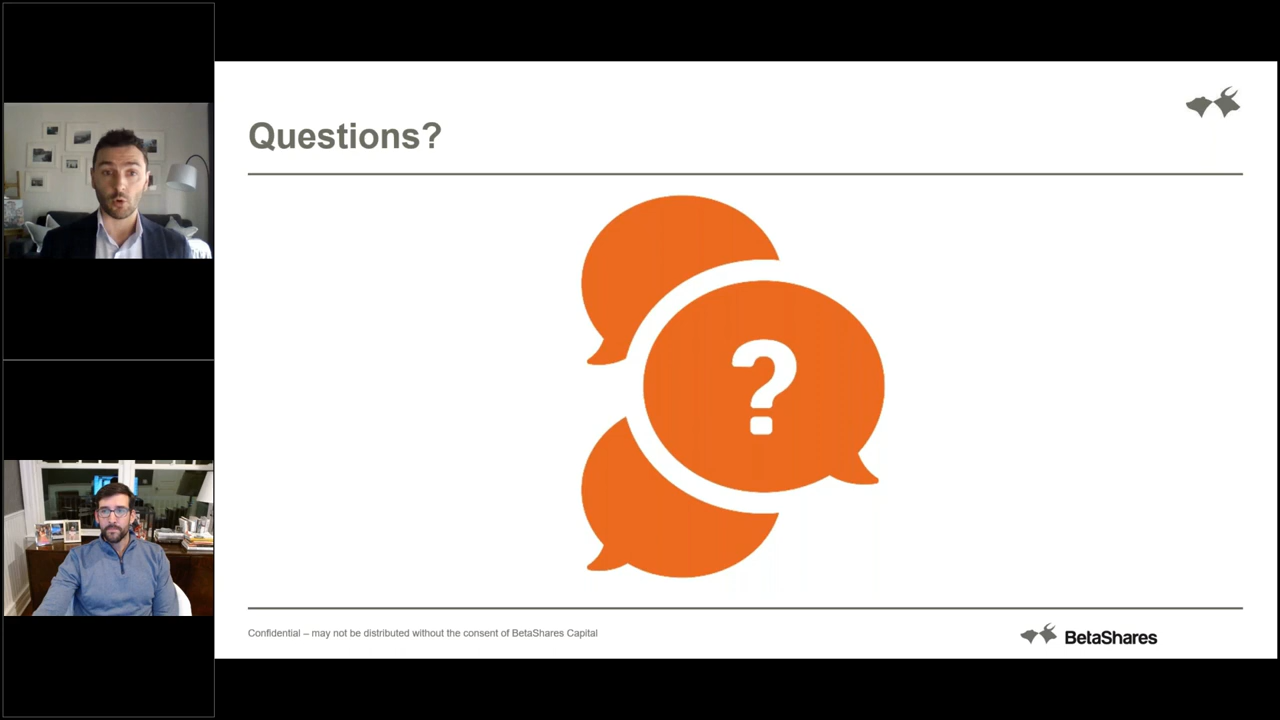 Questions?
?
Confidential – may not be distributed without the consent of BetaShares Capital
BetaShares